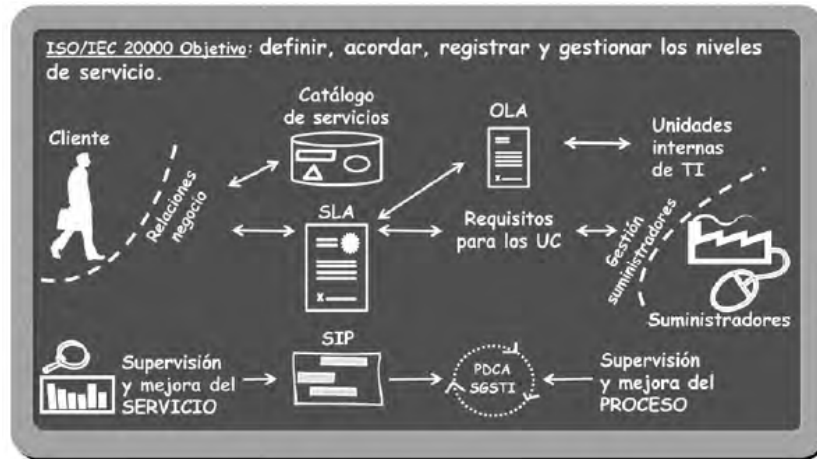 ISO/IEC 20000 Objetivo: definir, acordar, registrar y gestionar los niveles
de servicio.
Catálogo
de servicios
OLA
Cliente
Unidades
internas
de TI
Relaciones
negocio
SLA
Requisitos
para los UC
Gestión
suministradores
x
x
Suministradores
SIP
Supervisión
y mejora del
SERVICIO
PDCA
SGSTI
Supervisión
y mejora del
PROCESO